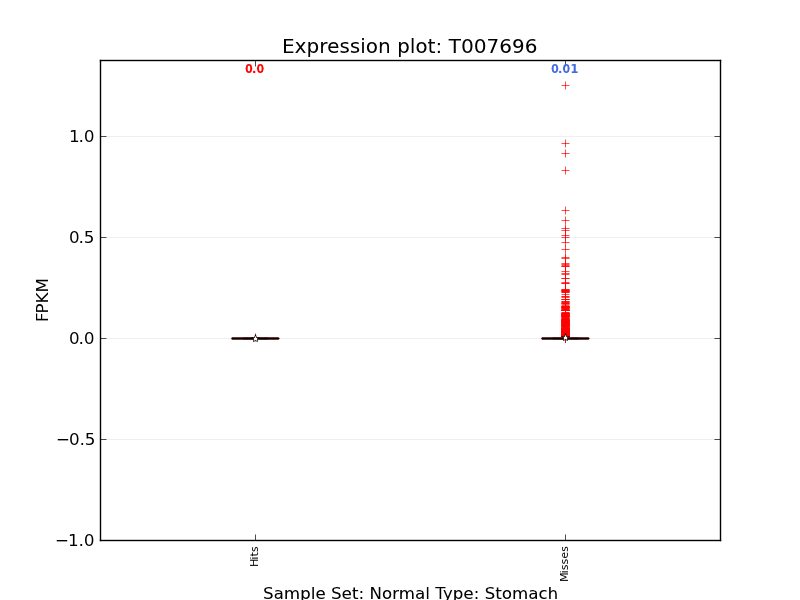 Expression plot: T007696
0.0 0.01
1.0
0.5
0.0
−0.5
−1.0
FPKM
Hits
Misses
Sample Set: Normal Type: Stomach